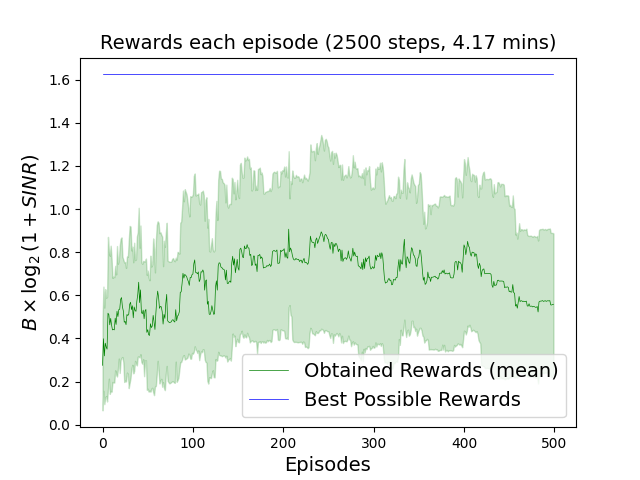 Rewards each episode (2500 steps, 4.17 mins)
1.6
1.4
1.2
1.0
0.8
0.6
0.4
0.2
0.0
B × log₂ (1 + SINR)
Obtained Rewards (mean)
Best Possible Rewards
0 100 200 300 400 500
Episodes